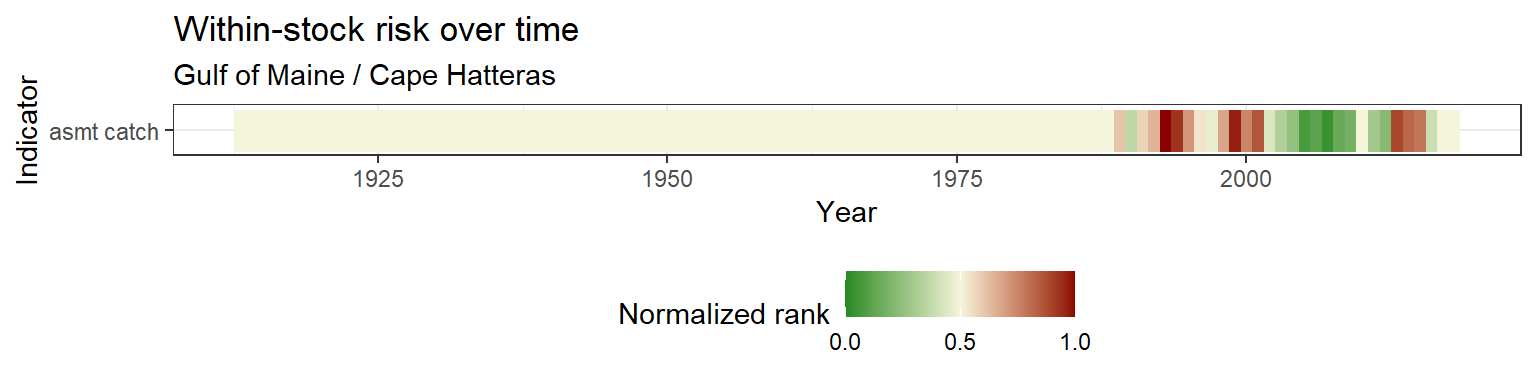 Within-stock risk over time
Gulf of Maine / Cape Hatteras
Indicator
asmt catch
1925 1950 1975 2000
Year
Normalized rank
0.0 0.5 1.0